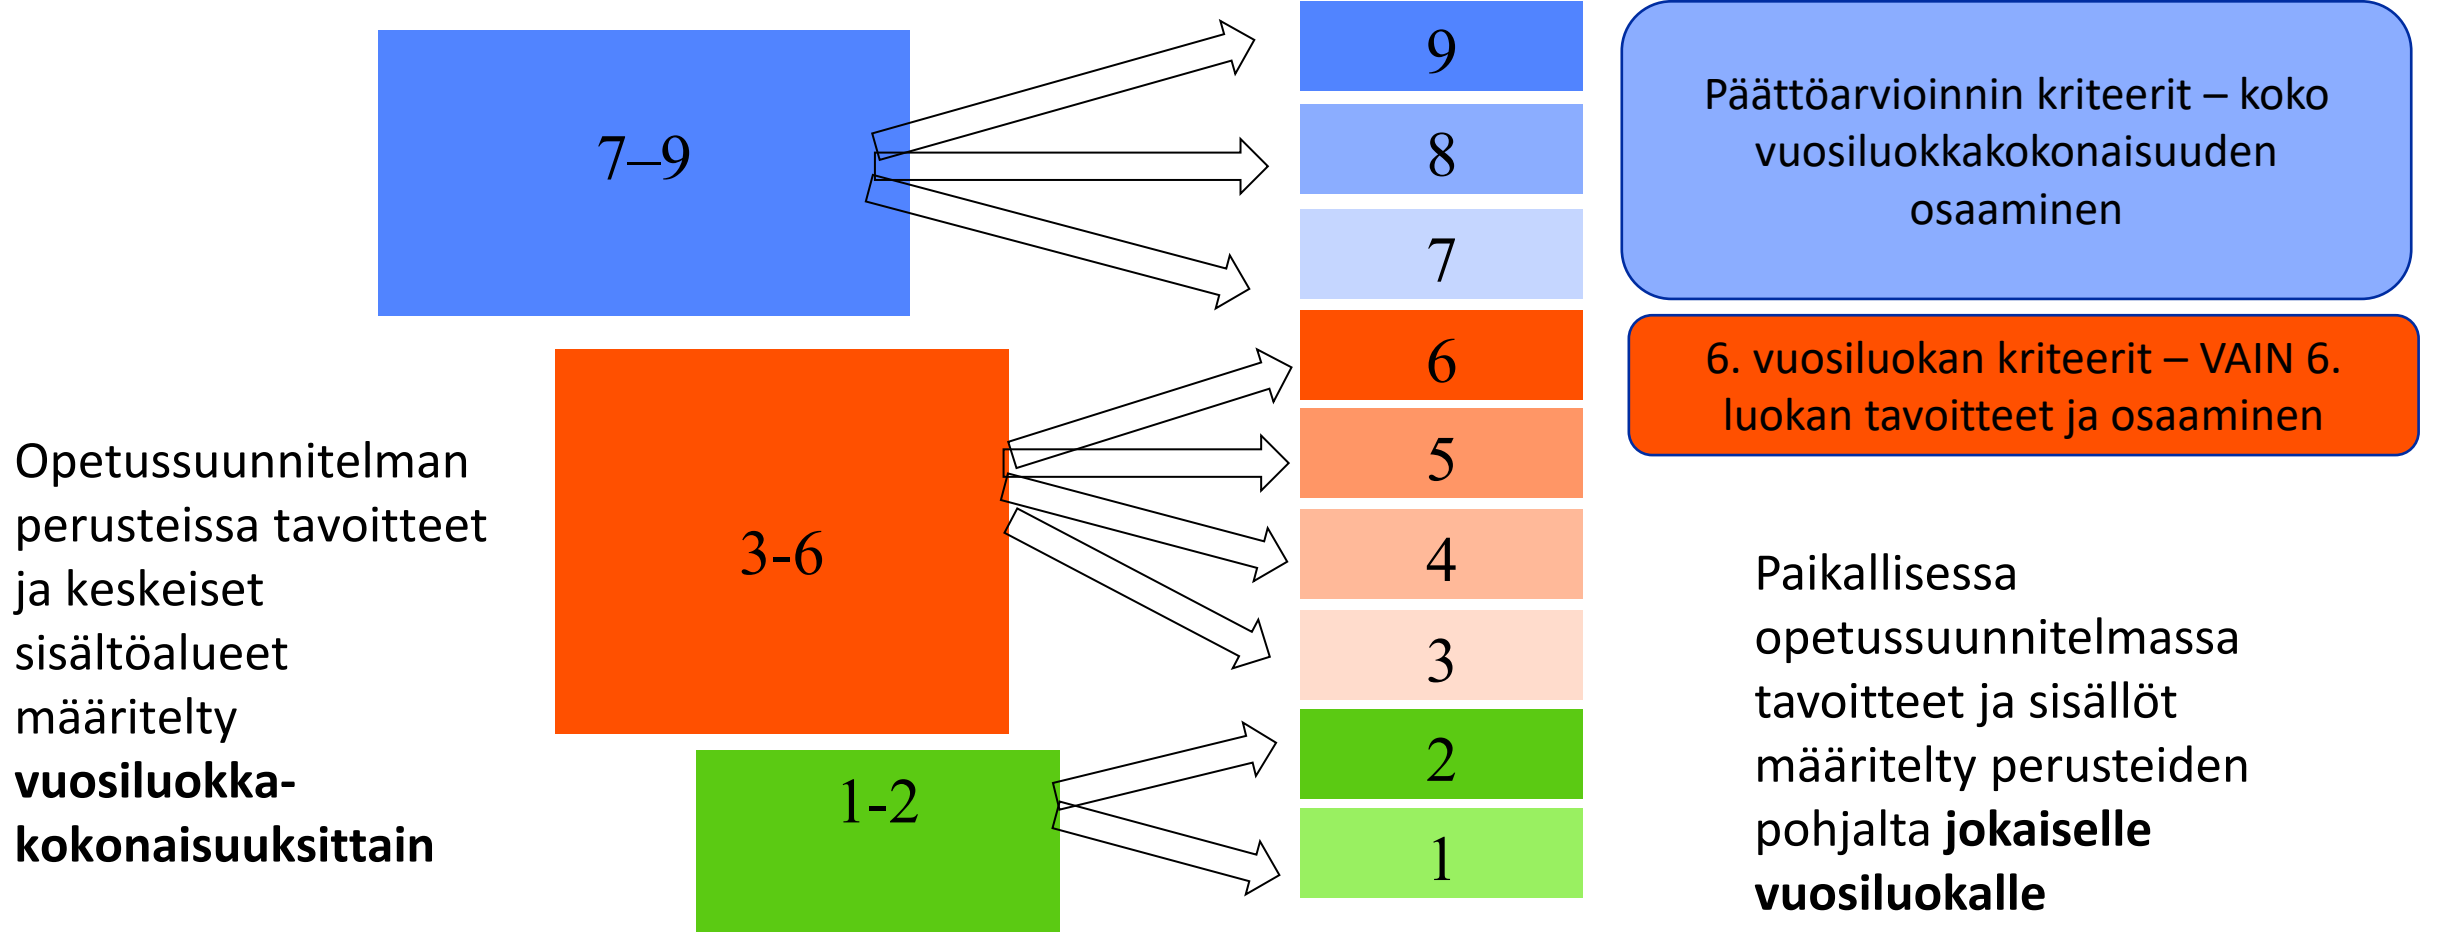 Opetussuunnitelman
perusteissa tavoitteet
ja keskeiset
sisältöalueet
määritelty
vuosiluokka-
kokonaisuuksittain
7–9
3-6
1-2
9
8
7
6
5
4
3
2
1
Päättöarvioinnin kriteerit – koko
vuosiluokkakokonaisuuden
osaaminen
6. vuosiluokan kriteerit – VAIN 6.
luokan tavoitteet ja osaaminen
Paikallisessa
opetussuunnitelmassa
tavoitteet ja sisällöt
määritelty perusteiden
pohjalta jokaiselle
vuosiluokalle